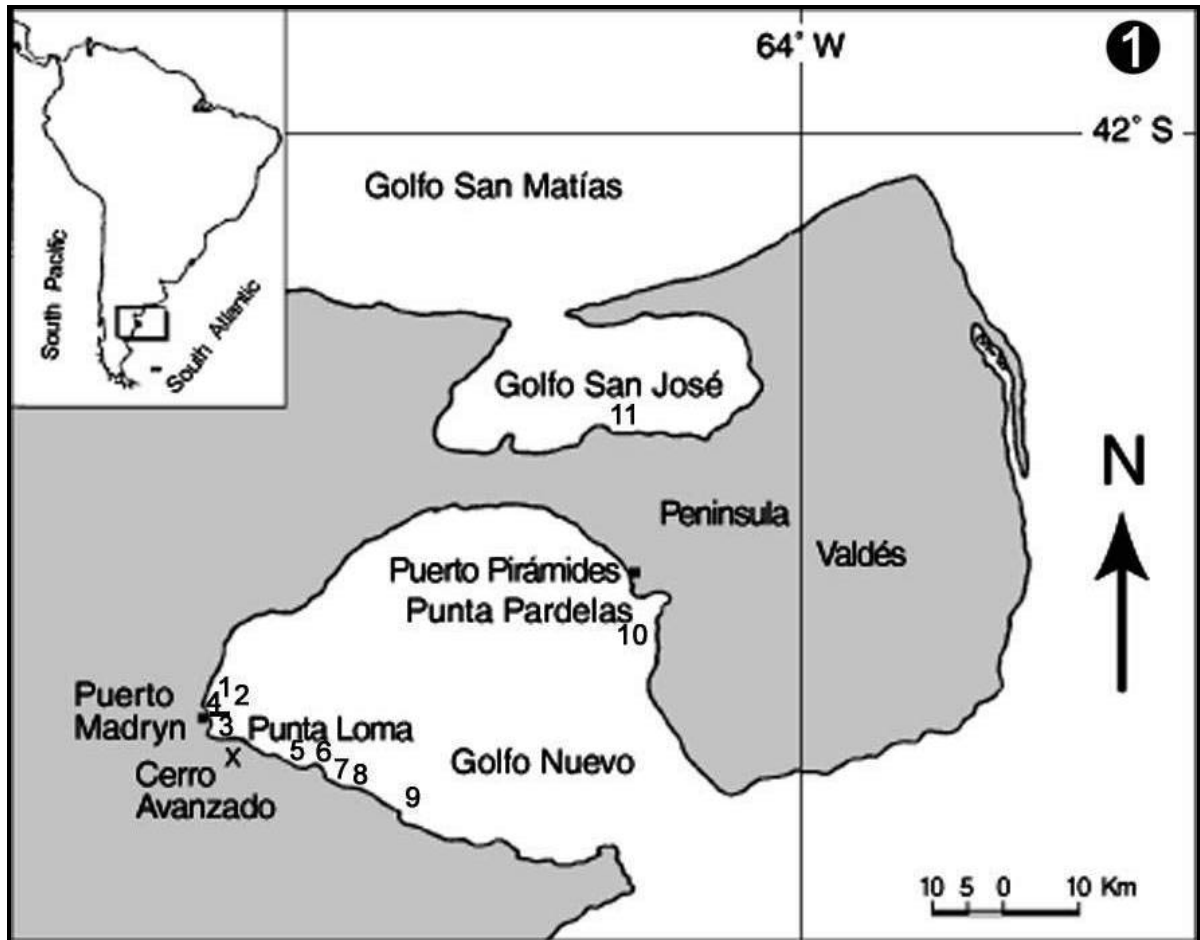 1
64° W
42° S
Golfo San Matías
South Pacific
South Atlantic
Golfo San José
11
N
Peninsula
Valdés
Puerto Pirámides
Punta Pardelas
10
1 2
4
3
Puerto
Madryn
Punta Loma
5 6
7 8
9
x
Cerro
Avanzado
Golfo Nuevo
10 5 0 10 Km